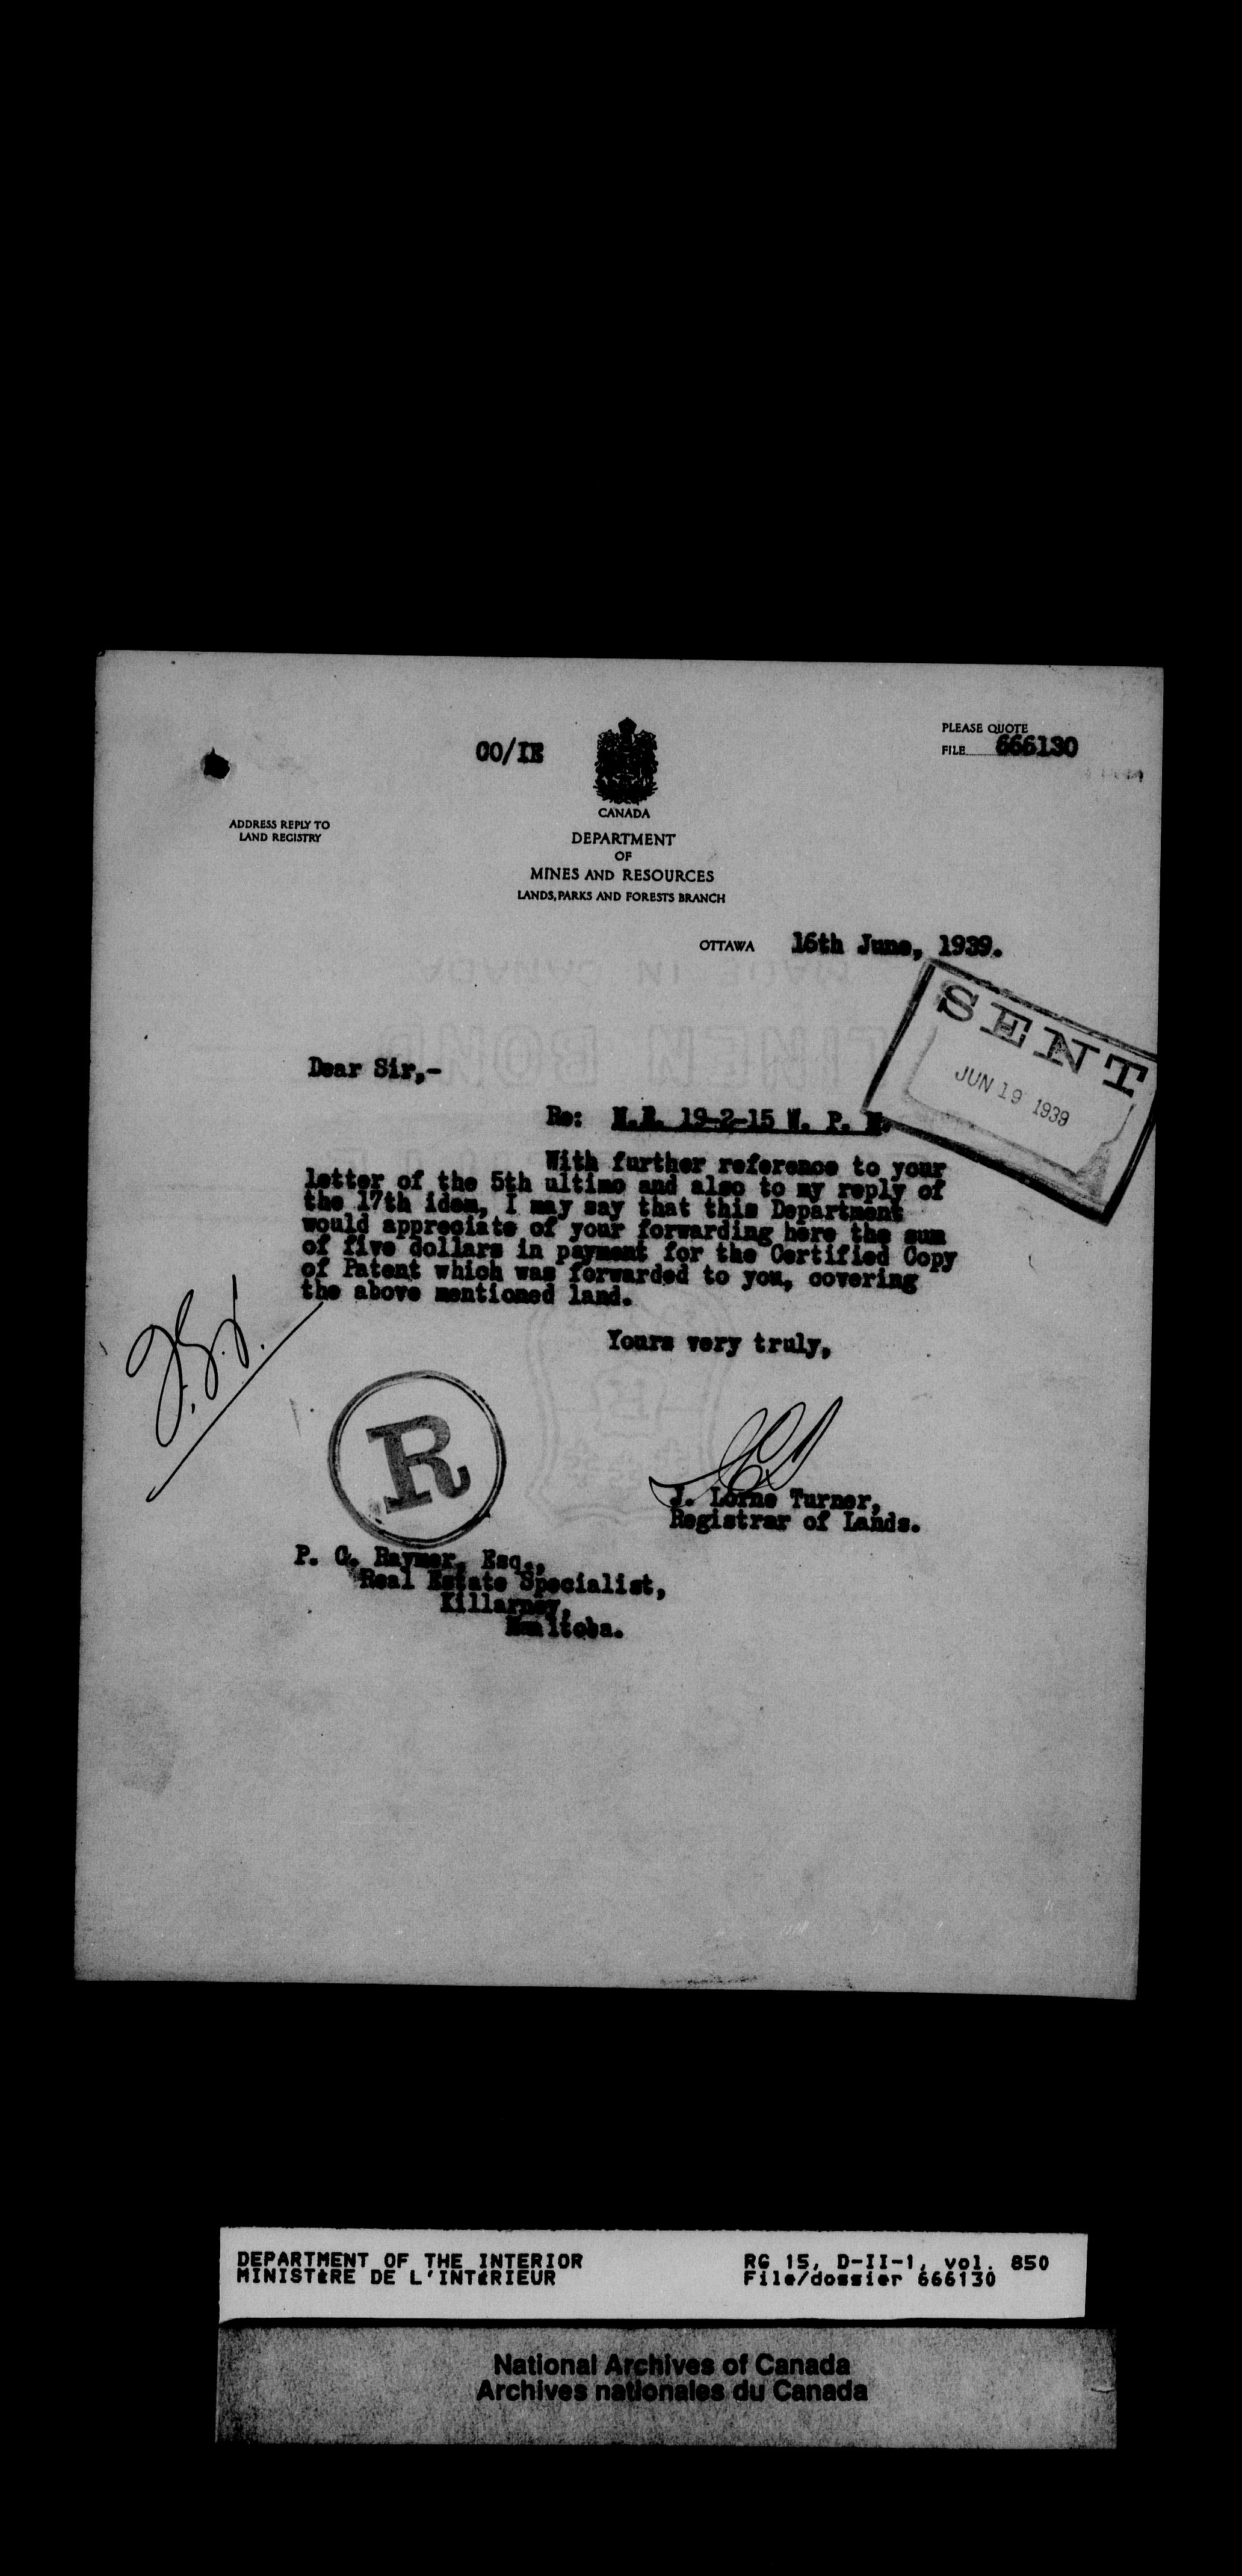 PLEASE QUOTE
FILE 666130
CANADA
ADDRESS REPLY TO
LAND REGISTRY
DEPARTMENT
OF
MINES AND RESOURCES
LANDS, PARKS AND FORESTS BRANCH
OTTAWA 16th June, 1939.
SENT
JUN 19 1939
Dear Sir,-
Re: 19-2-15 W. P.
With further reference to your
letter of the 5th ultimo and also to my reply of
the 17th idem, I may say that this Department
would appreciate of your forwarding here the sum
of five dollars in payment for the Certified Copy
of Patent which was forwarded to you, covering
the above mentioned land.
Yours very truly,
R
J. Lorne Turner,
Registrar of Lands.
P. G. Raymer, Esq.,
Real Estate Specialist,
Killarney,
Manitoba.
DEPARTMENT OF THE INTERIOR
MINISTÈRE DE L'INTÉRIEUR
RG 15, D-II-1, vol. 850
File/dossier 666130
National Archives of Canada
Archives nationales du Canada